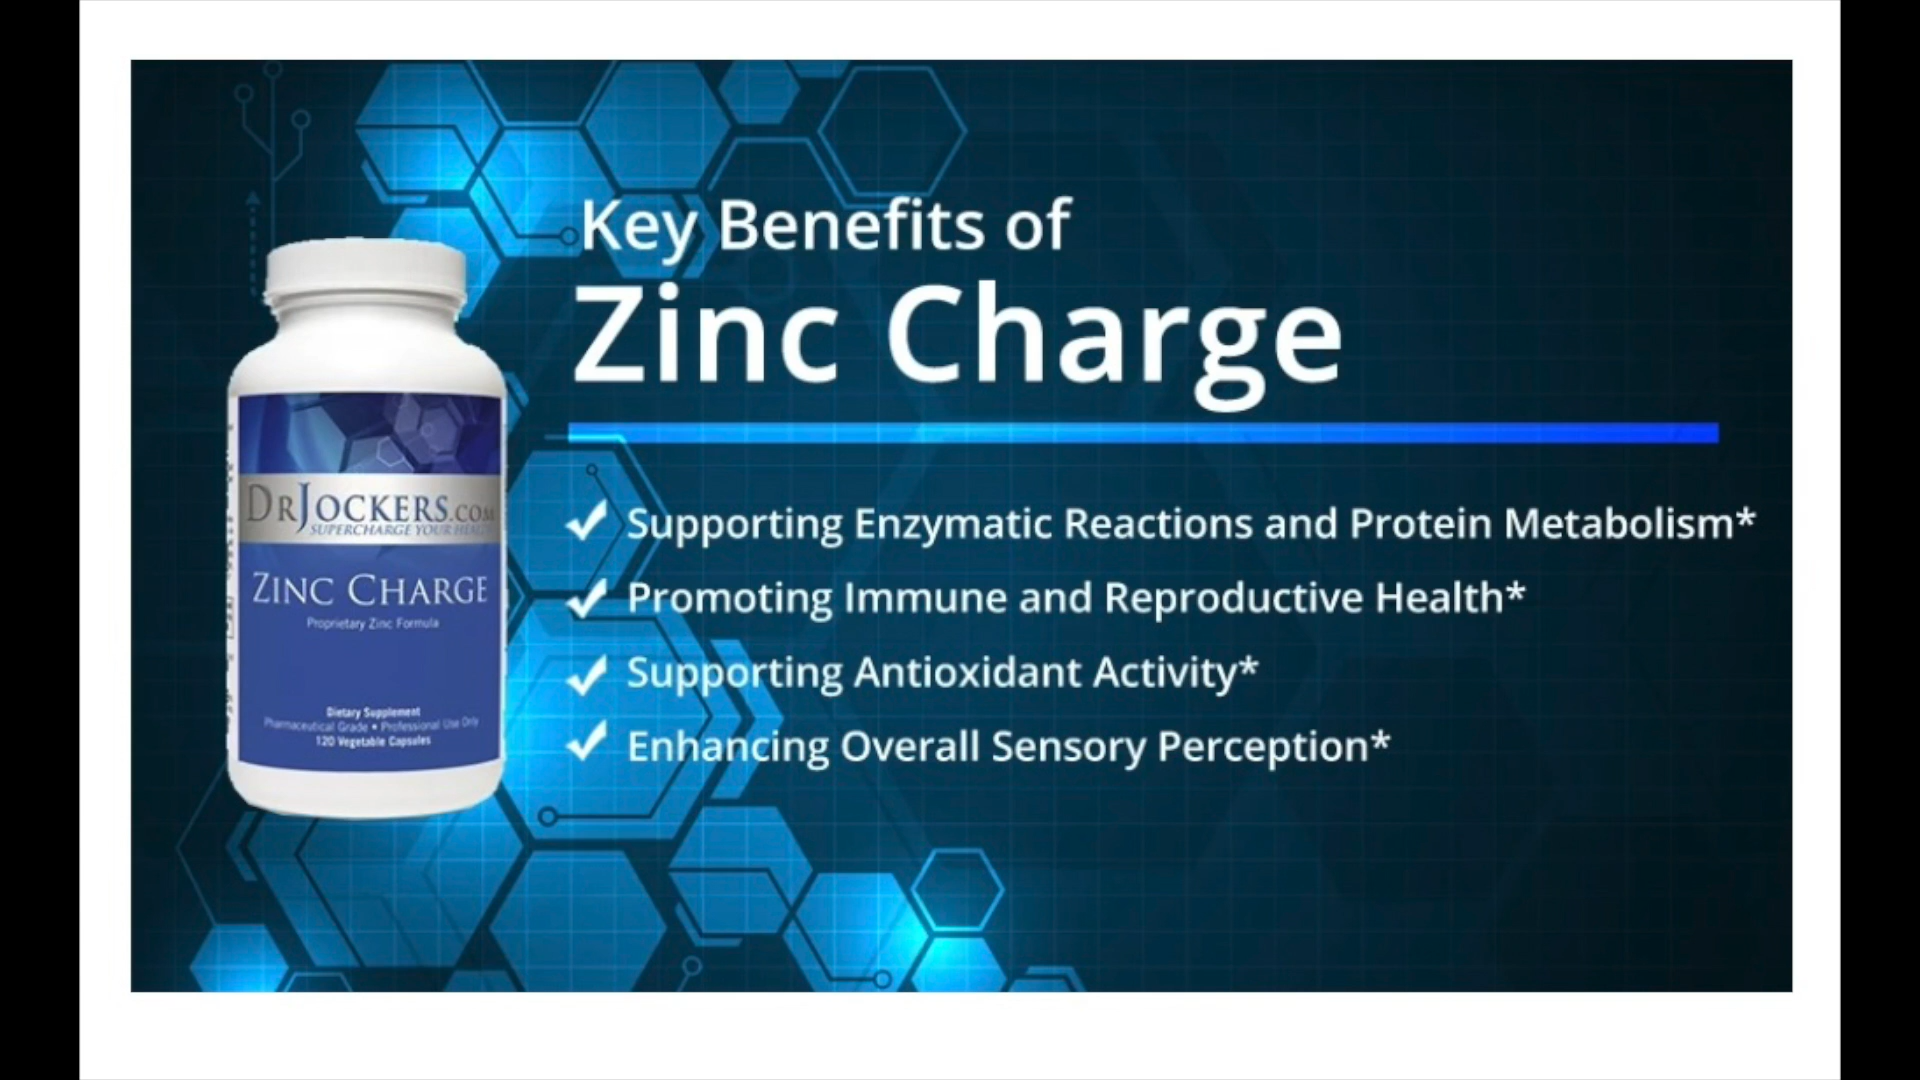 Key Benefits of
Zinc Charge
DRJOCKERS.COM
SUPERCHARGE YOUR HEAL
ZINC CHARGE
Proprietary Zinc Formula
Dietary Supplement
Pharmaceutical Grade • Professional Use Only
120 Vegetable Capsules
Supporting Enzymatic Reactions and Protein Metabolism*
Promoting Immune and Reproductive Health*
Supporting Antioxidant Activity*
Enhancing Overall Sensory Perception*